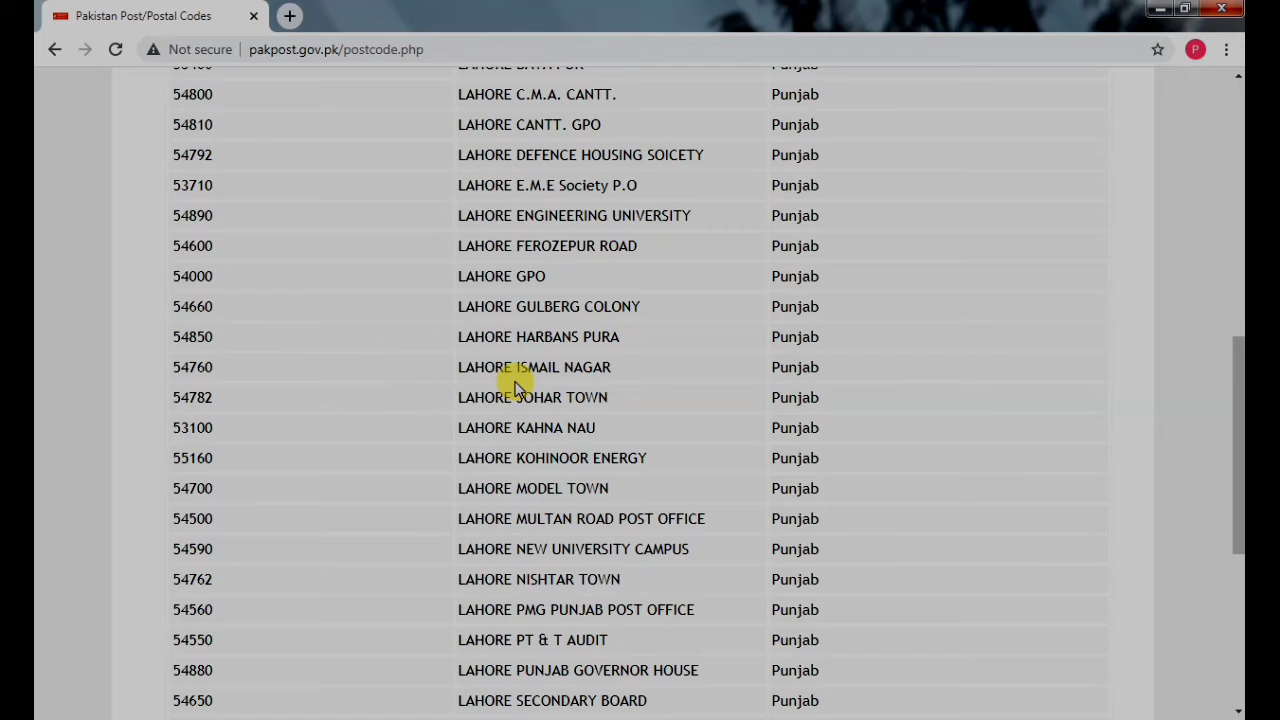 Pakistan Post/Postal Codes
Not secure pakpost.gov.pk/postcode.php P
54800 LAHORE C.M.A. CANTT. Punjab
54810 LAHORE CANTT. GPO Punjab
54792 LAHORE DEFENCE HOUSING SOICETY Punjab
53710 LAHORE E.M.E Society P.O Punjab
54890 LAHORE ENGINEERING UNIVERSITY Punjab
54600 LAHORE FEROZEPUR ROAD Punjab
54000 LAHORE GPO Punjab
54660 LAHORE GULBERG COLONY Punjab
54850 LAHORE HARBANS PURA Punjab
54760 LAHORE ISMAIL NAGAR Punjab
54782 LAHORE JOHAR TOWN Punjab
53100 LAHORE KAHNA NAU Punjab
55160 LAHORE KOHINOOR ENERGY Punjab
54700 LAHORE MODEL TOWN Punjab
54500 LAHORE MULTAN ROAD POST OFFICE Punjab
54590 LAHORE NEW UNIVERSITY CAMPUS Punjab
54762 LAHORE NISHTAR TOWN Punjab
54560 LAHORE PMG PUNJAB POST OFFICE Punjab
54550 LAHORE PT & T AUDIT Punjab
54880 LAHORE PUNJAB GOVERNOR HOUSE Punjab
54650 LAHORE SECONDARY BOARD Punjab